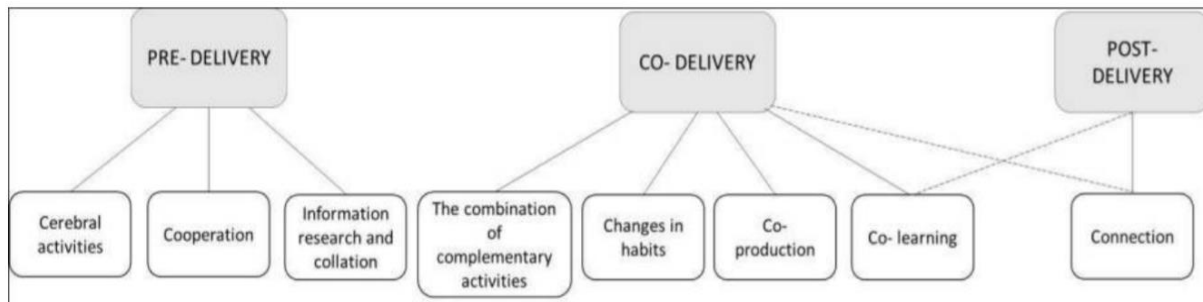 PRE- DELIVERY
CO- DELIVERY
POST-
DELIVERY
Cerebral
activities
Cooperation
Information
research and
collation
The combination
of
complementary
activities
Changes in
habits
Co-
production
Co- learning
Connection